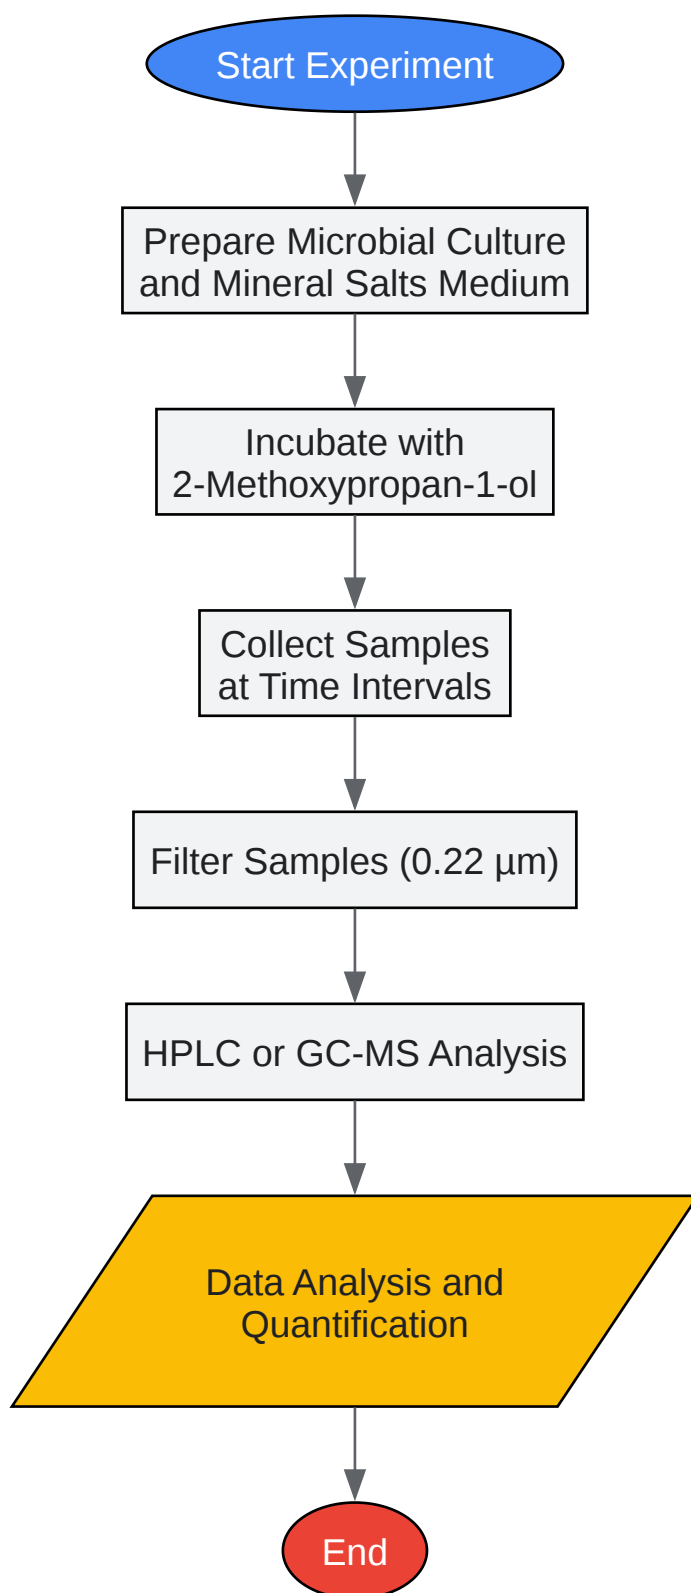 Start Experiment
Prepare Microbial Culture
and Mineral Salts Medium
Incubate with
2-Methoxypropan-1-ol
Collect Samples
at Time Intervals
Filter Samples (0.22 µm)
HPLC or GC-MS Analysis
Data Analysis and
Quantification
End